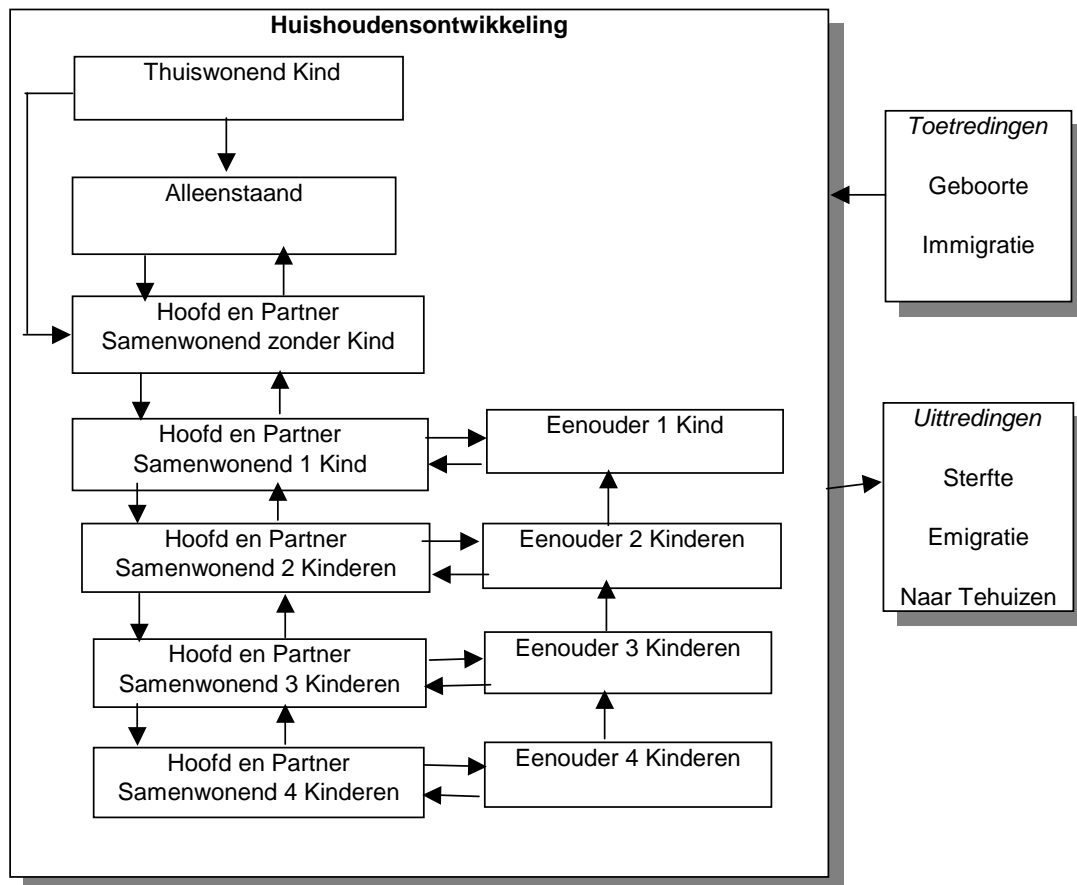 Huishoudensontwikkeling
Thuiswonend Kind
Alleenstaand
Hoofd en Partner
Samenwonend zonder Kind
Hoofd en Partner
Samenwonend 1 Kind
Eenouder 1 Kind
Hoofd en Partner
Samenwonend 2 Kinderen
Eenouder 2 Kinderen
Hoofd en Partner
Samenwonend 3 Kinderen
Eenouder 3 Kinderen
Hoofd en Partner
Samenwonend 4 Kinderen
Eenouder 4 Kinderen
Toetredingen
Geboorte
Immigratie
Uittredingen
Sterfte
Emigratie
Naar Tehuizen